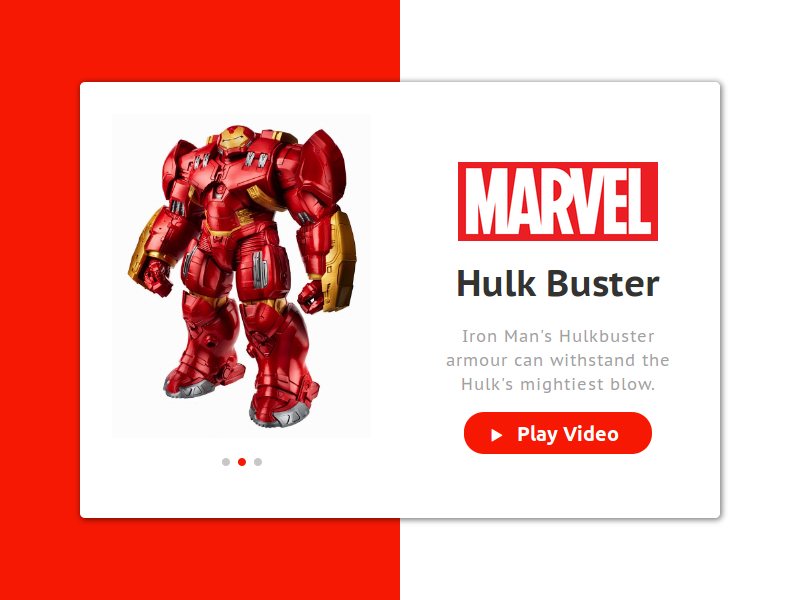 MARVEL
Hulk Buster
Iron Man's Hulkbuster
armour can withstand the
Hulk's mightiest blow.
Play Video